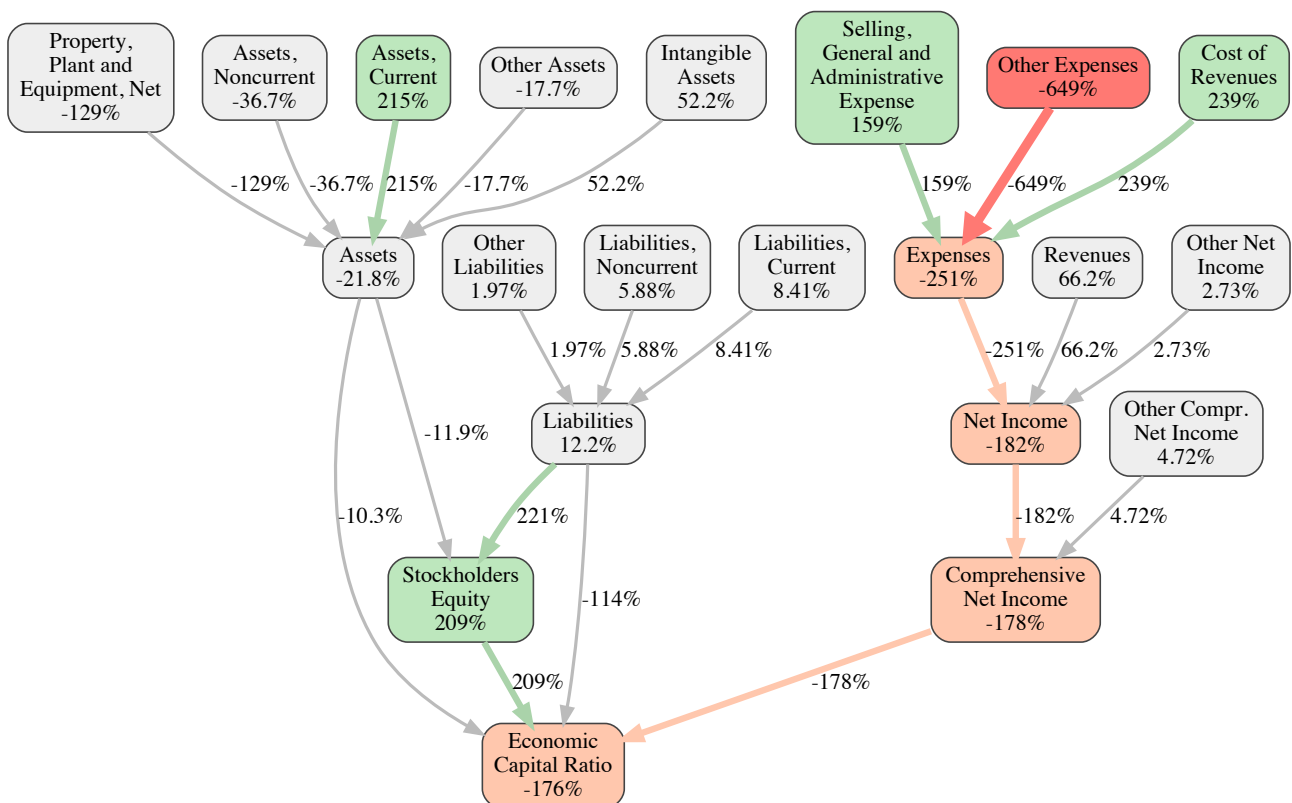 Property,
Plant and
Equipment, Net
-129%
Assets,
Noncurrent
-36.7%
Assets,
Current
215%
Other Assets
-17.7%
Intangible
Assets
52.2%
Selling,
General and
Administrative
Expense
159%
Other Expenses
-649%
Cost of
Revenues
239%
-129%
-36.7%
215%
-17.7%
52.2%
159%
-649%
239%
Assets
-21.8%
Other
Liabilities
1.97%
Liabilities,
Noncurrent
5.88%
Liabilities,
Current
8.41%
Expenses
-251%
Revenues
66.2%
Other Net
Income
2.73%
1.97%
5.88%
8.41%
-251%
66.2%
2.73%
-11.9%
Liabilities
12.2%
Net Income
-182%
Other Compr.
Net Income
4.72%
-10.3%
221%
-114%
-182%
4.72%
Stockholders
Equity
209%
Comprehensive
Net Income
-178%
209%
-178%
Economic
Capital Ratio
-176%